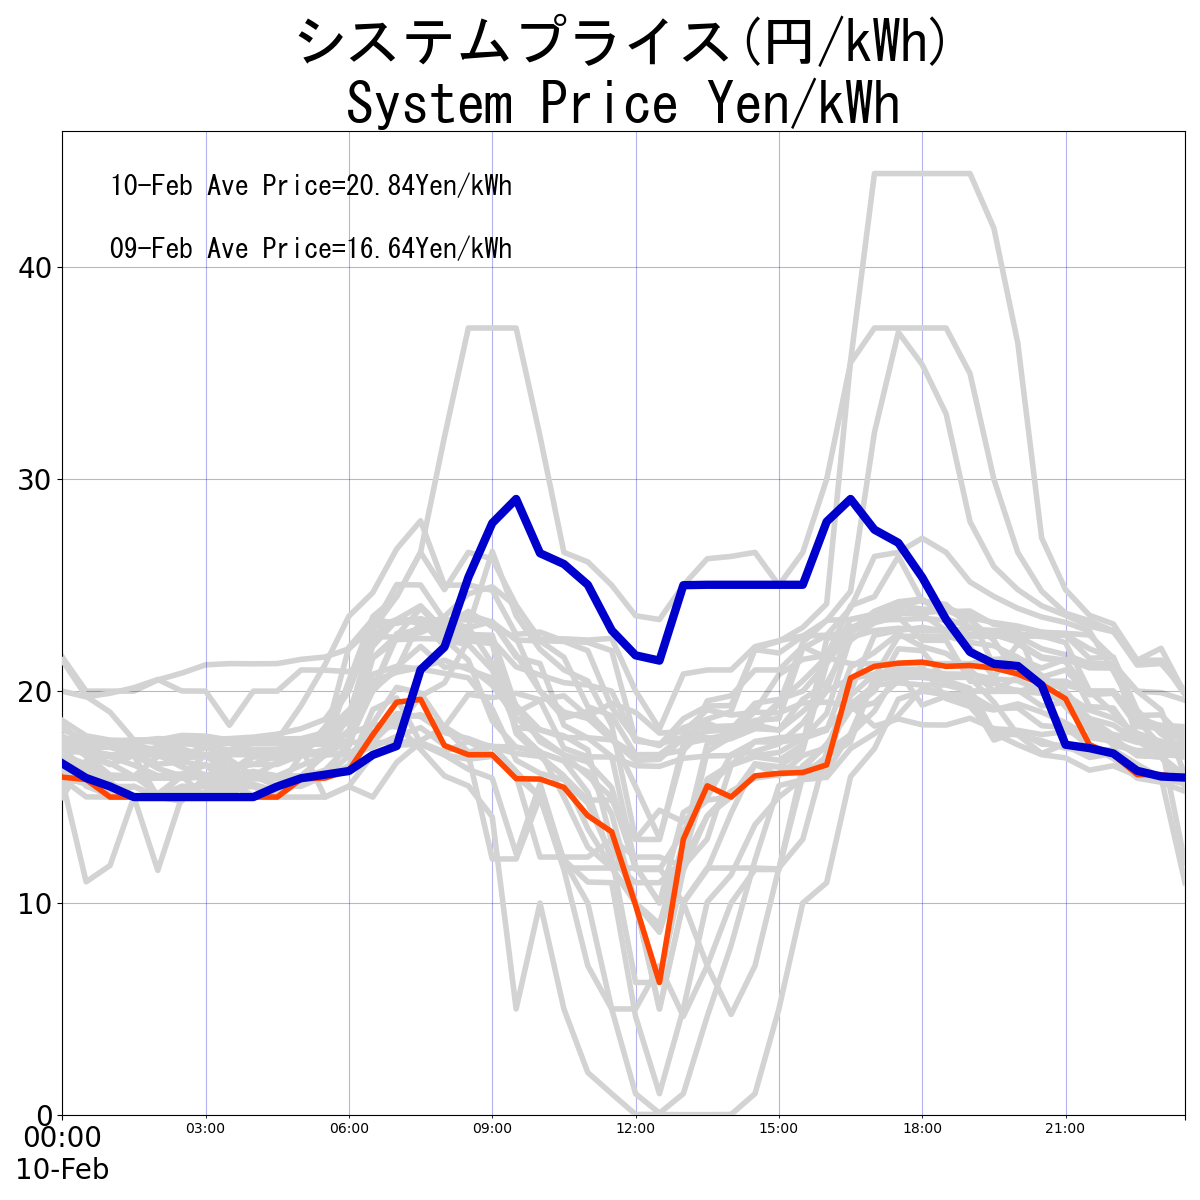 システムプライス(円/kWh)
System Price Yen/kWh
10-Feb Ave Price=20.84Yen/kWh
09-Feb Ave Price=16.64Yen/kWh
40
30
20
10
0
00:00 03:00 06:00 09:00 12:00 15:00 18:00 21:00
10-Feb